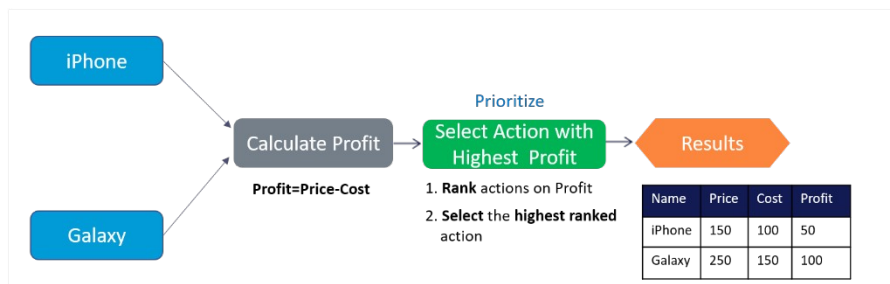 iPhone
Galaxy
Calculate Profit
Profit=Price-Cost
Prioritize
Select Action with
Highest Profit
1. Rank actions on Profit
2. Select the highest ranked
action
Results
Name Price Cost Profit
iPhone 150 100 50
Galaxy 250 150 100